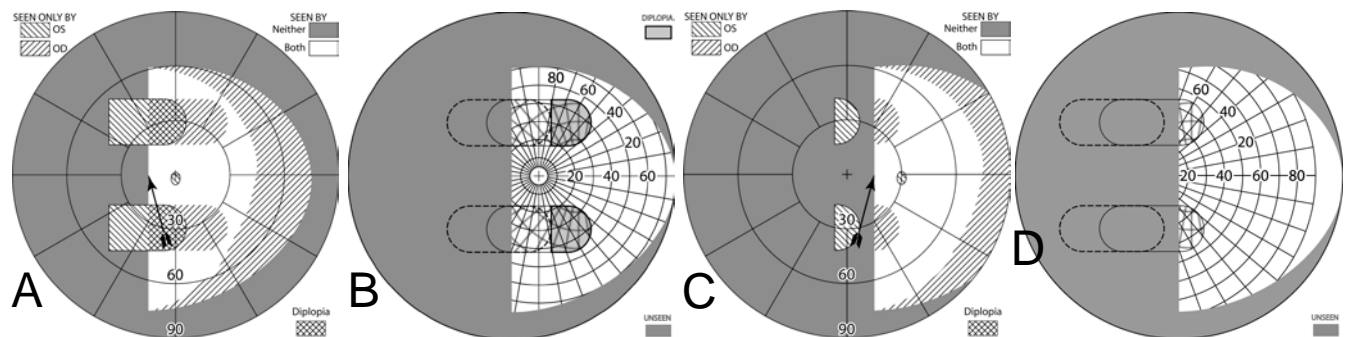 SEEN ONLY BY
OS
OD
SEEN BY
Neither
Both
30
60
90
Diplopia
A
DIPLOPIA.
80
60
40
20
20 40 60
UNSEEN
B
SEEN ONLY BY
OS
OD
SEEN BY
Neither
Both
30
60
90
Diplopia
C
60
40
20
20 40 60 80
UNSEEN
D